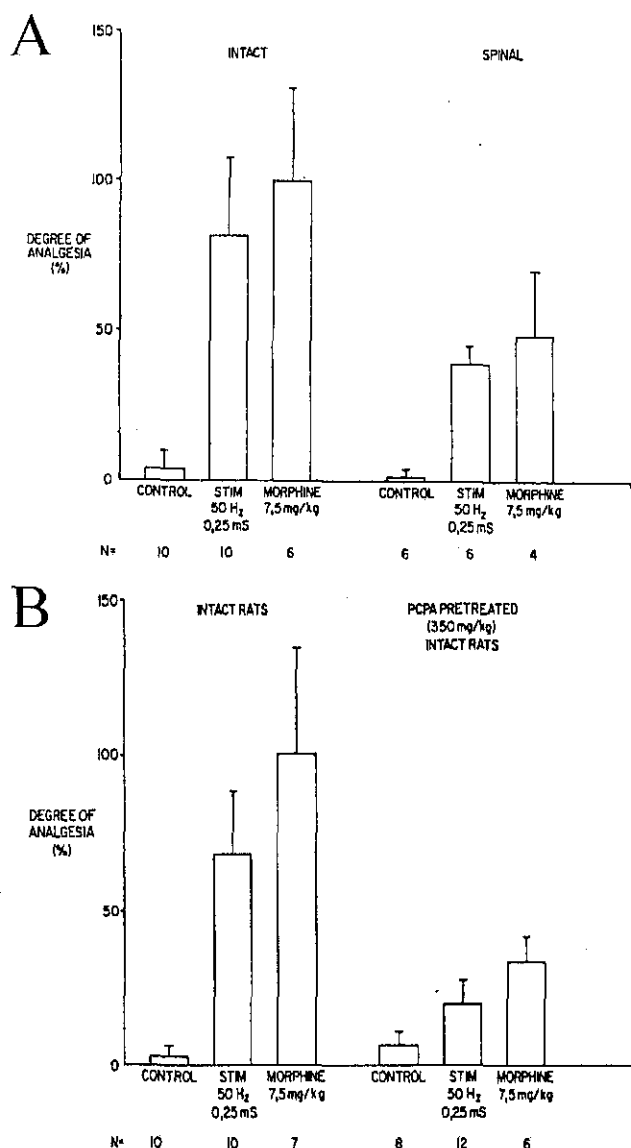 A
150
INTACT
SPINAL
100
DEGREE OF
ANALGESIA
(%)
50
0
CONTROL
STIM
50 Hz
0,25 mS
MORPHINE
7,5 mg/kg
CONTROL
STIM
50 Hz
0,25 mS
MORPHINE
7,5 mg/kg
N= 10 10 6 6 6 4
B
150
INTACT RATS
PCPA PRETREATED
(350 mg/kg)
INTACT RATS
100
DEGREE OF
ANALGESIA
(%)
50
0
CONTROL
STIM
50 Hz
0,25 mS
MORPHINE
7,5 mg/kg
CONTROL
STIM
50 Hz
0,25 mS
MORPHINE
7,5 mg/kg
N= 10 10 7 8 12 6